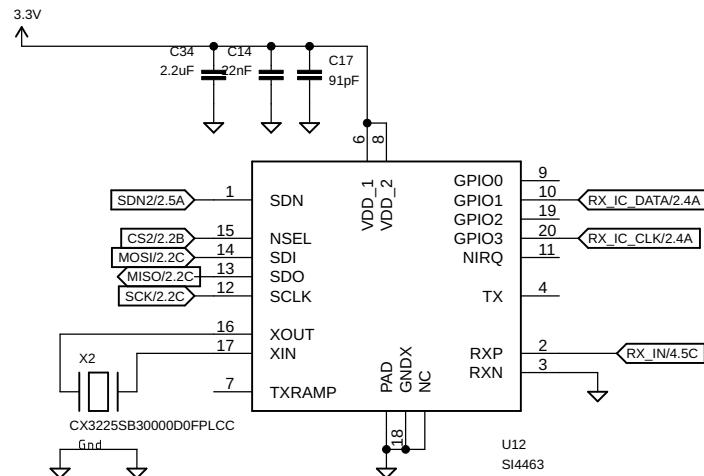 3.3V
C34
2.2uF
C14
22nF
C17
91pF
6
8
VDD_1
VDD_2
SDN2/2.5A
1
SDN
CS2/2.2B
15
NSEL
MOSI/2.2C
14
SDI
MISO/2.2C
13
SDO
SCK/2.2C
12
SCLK
16
XOUT
17
XIN
7
TXRAMP
GPIO0
9
GPIO1
10
RX_IC_DATA/2.4A
GPIO2
19
GPIO3
20
RX_IC_CLK/2.4A
NIRQ
11
TX
4
RXP
2
RX_IN/4.5C
RXN
3
PAD
GNDX
NC
18
X2
CX3225SB30000D0FPLCC
Gnd
U12
SI4463